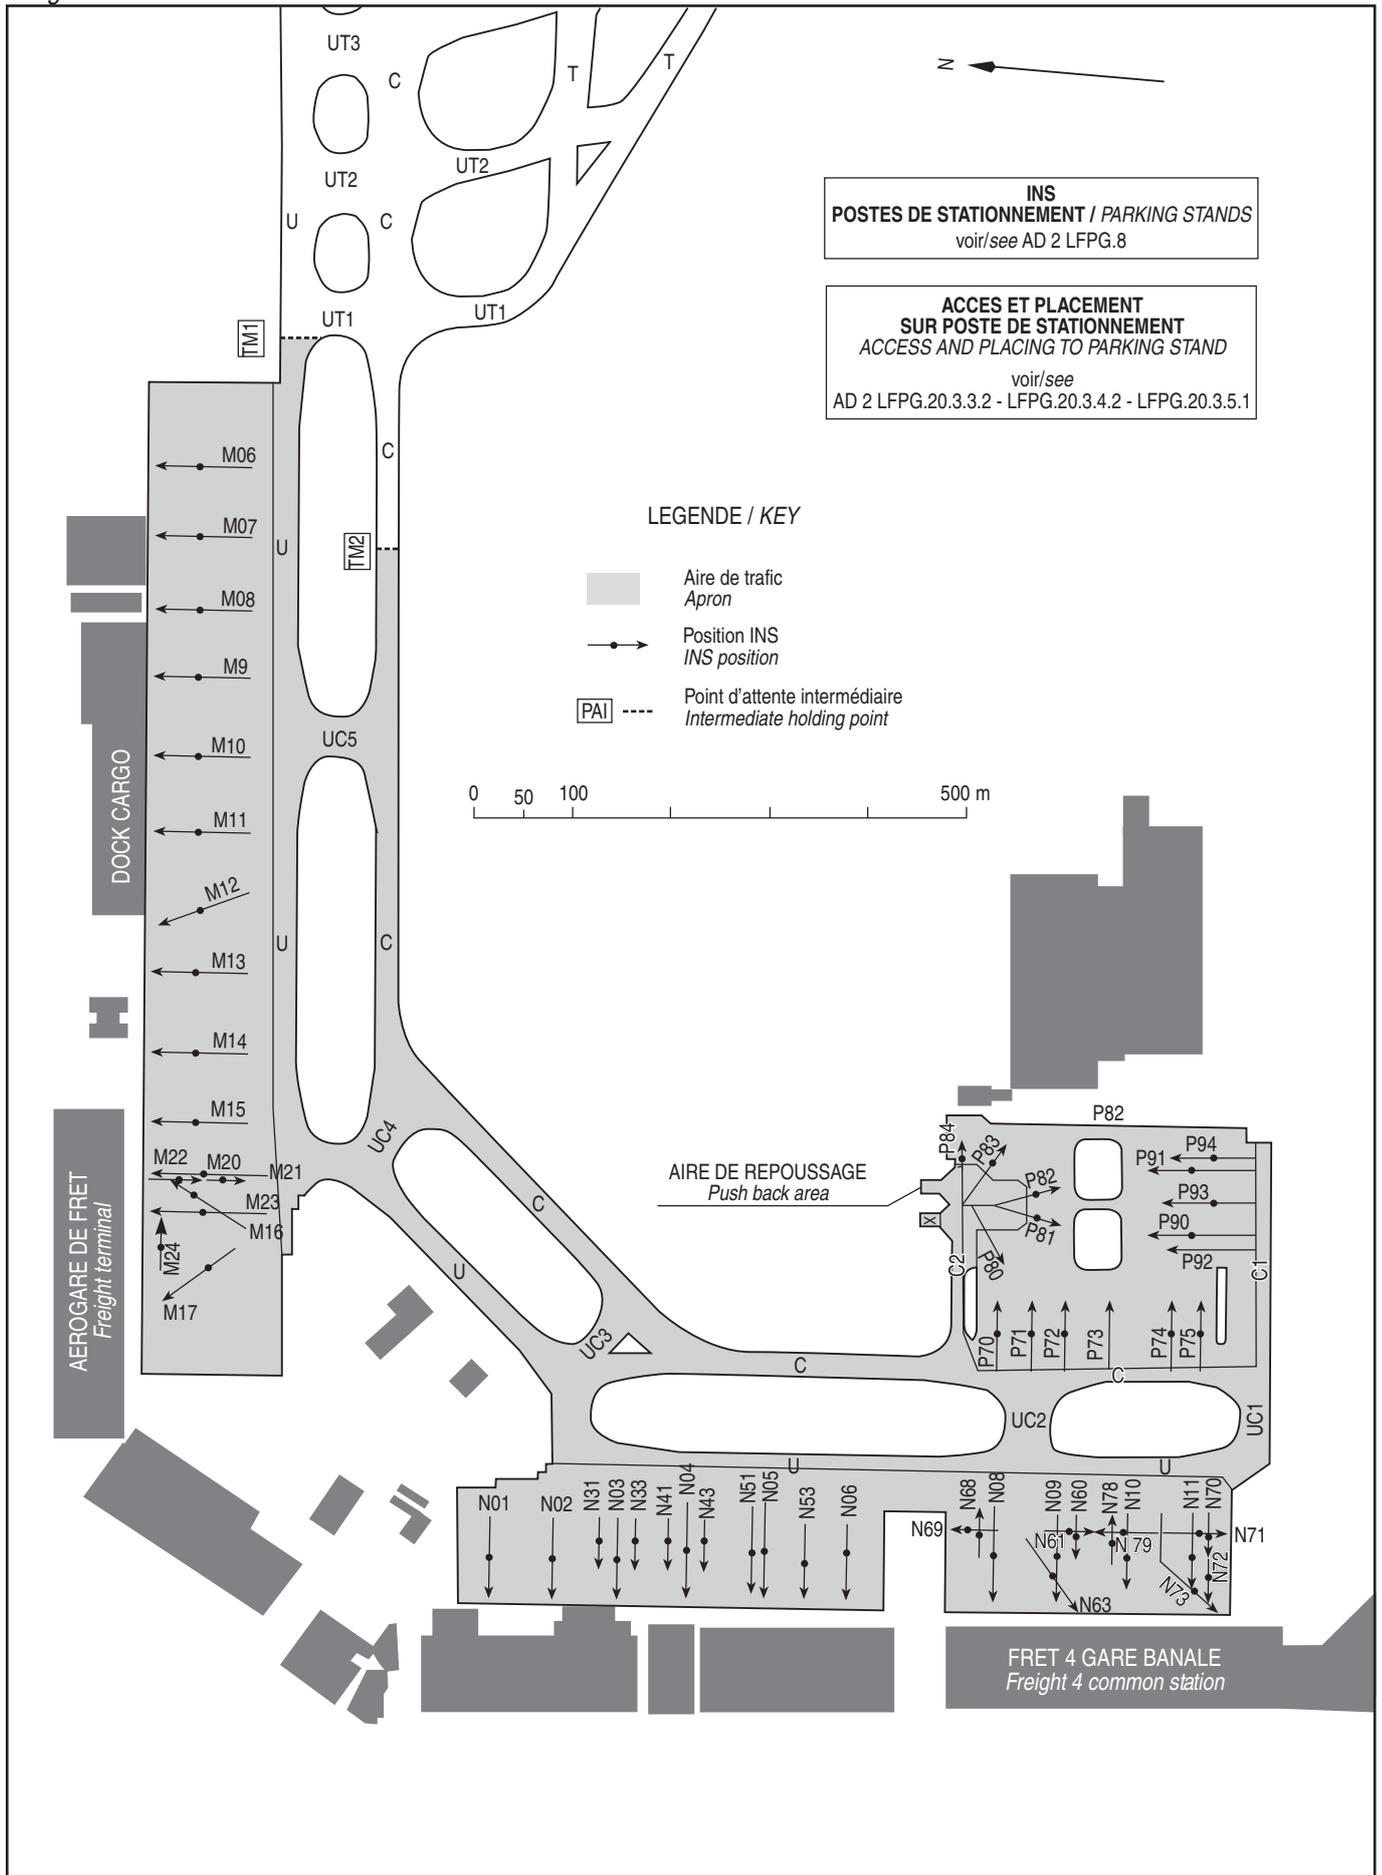 UT3
C
T
T
N
UT2
UT2
U
C
INS
POSTES DE STATIONNEMENT / PARKING STANDS
voir/see AD 2 LFPG.8
UT1
UT1
TM1
ACCES ET PLACEMENT
SUR POSTE DE STATIONNEMENT
ACCESS AND PLACING TO PARKING STAND
voir/see
AD 2 LFPG.20.3.3.2 - LFPG.20.3.4.2 - LFPG.20.3.5.1
M06
C
M07
U
TM2
M08
M9
M10
UC5
M11
M12
M13
U
C
M14
M15
DOCK CARGO
LEGENDE / KEY
Aire de trafic
Apron
Position INS
INS position
PAI
Point d'attente intermédiaire
Intermediate holding point
0
50
100
500 m
UC4
M22
M20
M21
M23
M16
M24
M17
AEROGARE DE FRET
Freight terminal
C
U
UC3
AIRE DE REPOUSSAGE
Push back area
P84
P83
P82
P82
P81
P80
X
C2
P94
P91
P93
P90
P92
C1
P70
P71
P72
P73
P74
P75
C
C
UC2
UC1
U
U
N01
N02
N31
N03
N33
N41
N04
N43
N51
N05
N53
N06
N68
N08
N69
N09
N60
N61
N78
N10
N 79
N11
N70
N71
N72
N73
N63
FRET 4 GARE BANALE
Freight 4 common station